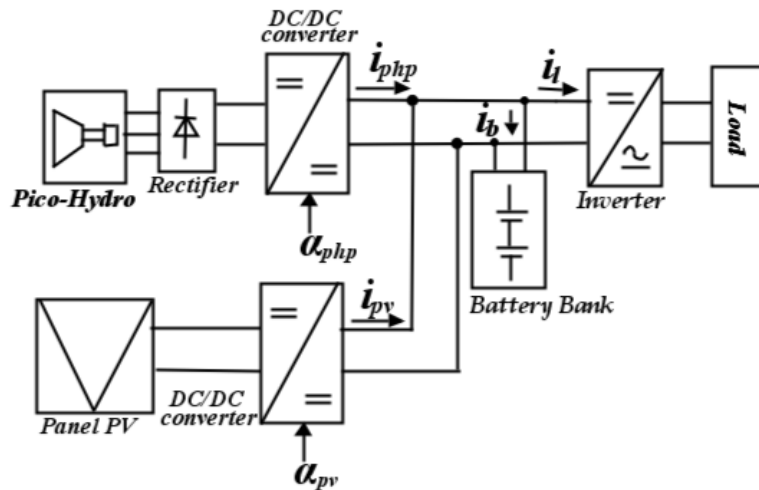 DC/DC
converter
i_php
i_l
i_b
Load
Pico-Hydro
Rectifier
Inverter
α_php
Battery Bank
i_pv
DC/DC
converter
Panel PV
α_pv